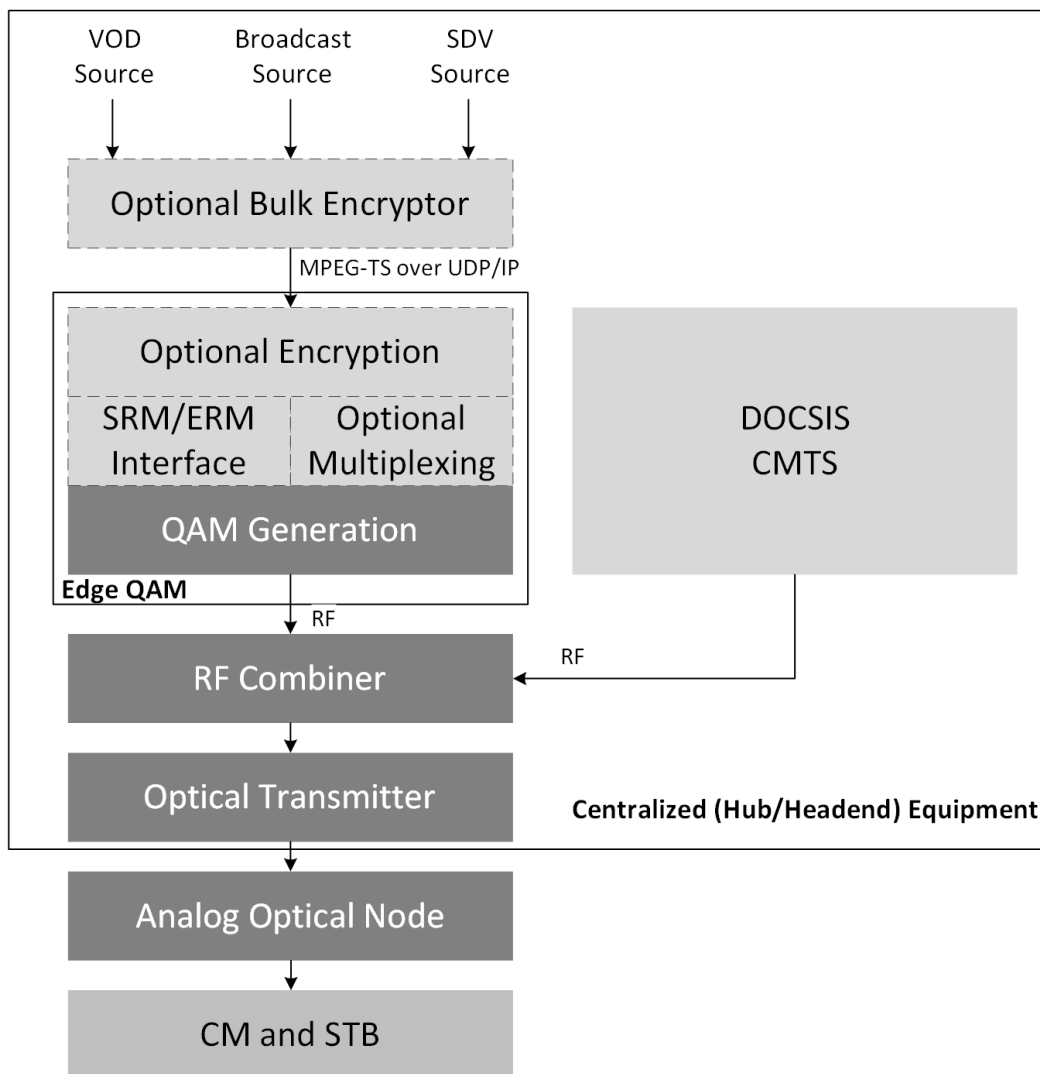 VOD
Source
Broadcast
Source
SDV
Source
Optional Bulk Encryptor
MPEG-TS over UDP/IP
Optional Encryption
SRM/ERM
Interface
Optional
Multiplexing
QAM Generation
Edge QAM
DOCSIS
CMTS
RF
RF
RF Combiner
Optical Transmitter
Centralized (Hub/Headend) Equipment
Analog Optical Node
CM and STB